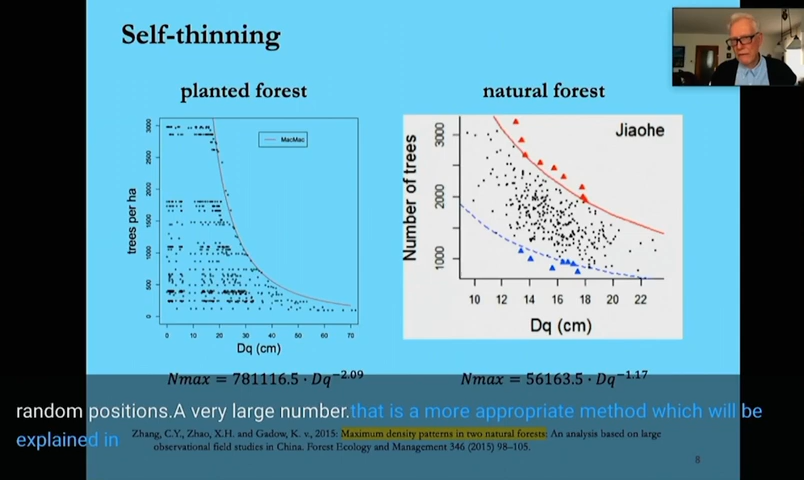 Self-thinning
planted forest
natural forest
3000
2500
2000
1500
1000
500
0
trees per ha
MacMac
0 10 20 30 40 50 60 70
Dq (cm)
Jiaohe
3000
2000
1000
Number of trees
10 12 14 16 18 20 22
Dq (cm)
Nmax = 781116.5 · Dq^−2.09
Nmax = 56163.5 · Dq^−1.17
random positions.A very large number.that is a more appropriate method which will be
explained in
Zhang, C.Y., Zhao, X.H. and Gadow, K. v., 2015: Maximum density patterns in two natural forests: An analysis based on large
observational field studies in China. Forest Ecology and Management 346 (2015) 98–105.
8